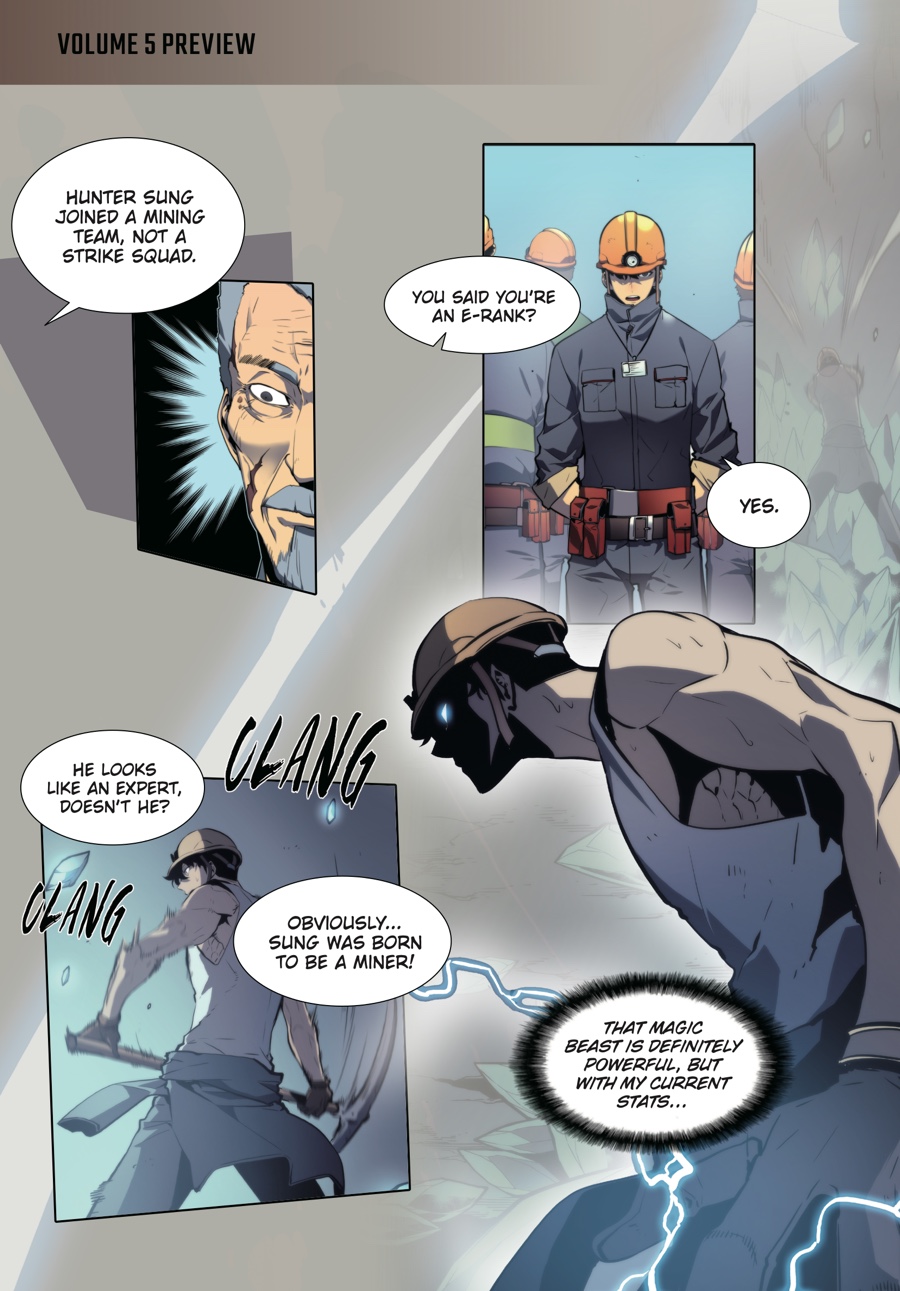 VOLUME 5 PREVIEW
HUNTER SUNG
JOINED A MINING
TEAM, NOT A
STRIKE SQUAD.
YOU SAID YOU'RE
AN E-RANK?
YES.
CLANG
HE LOOKS
LIKE AN EXPERT,
DOESN'T HE?
CLANG
OBVIOUSLY...
SUNG WAS BORN
TO BE A MINER!
THAT MAGIC
BEAST IS DEFINITELY
POWERFUL, BUT
WITH MY CURRENT
STATS...